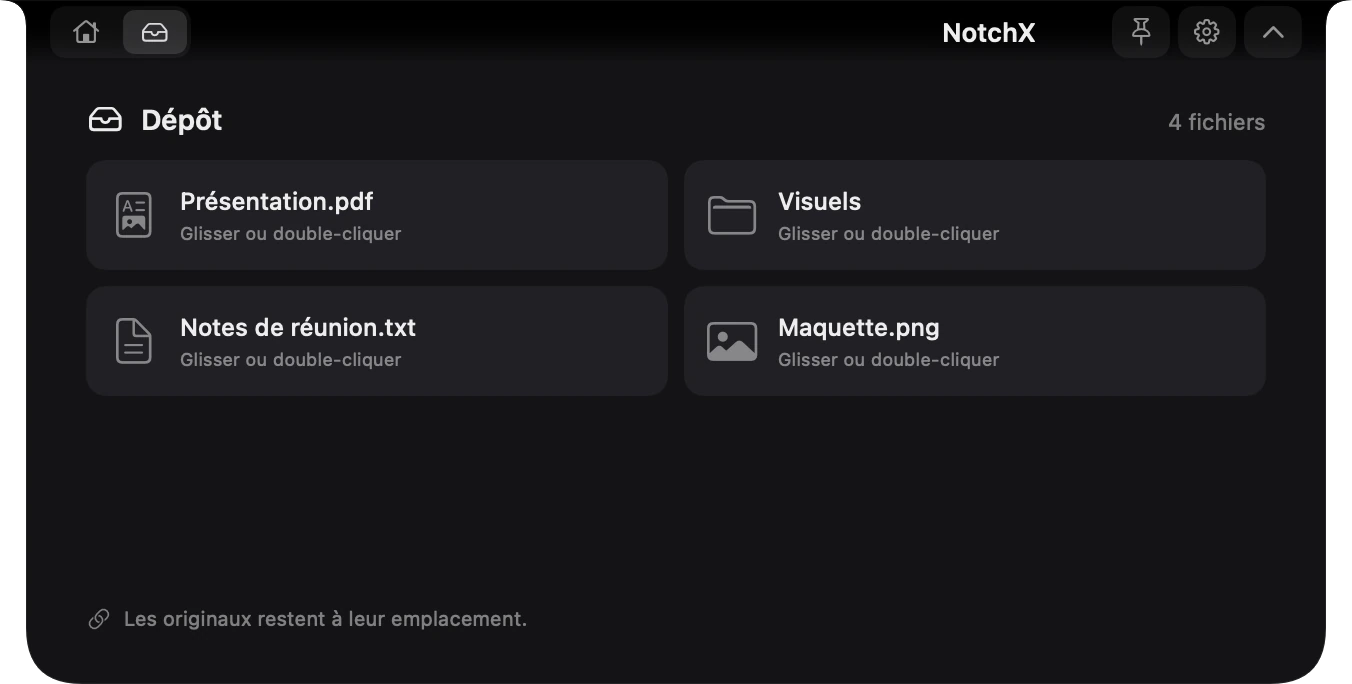 NotchX
Dépôt
4 fichiers
Présentation.pdf
Glisser ou double-cliquer
Visuels
Glisser ou double-cliquer
Notes de réunion.txt
Glisser ou double-cliquer
Maquette.png
Glisser ou double-cliquer
Les originaux restent à leur emplacement.